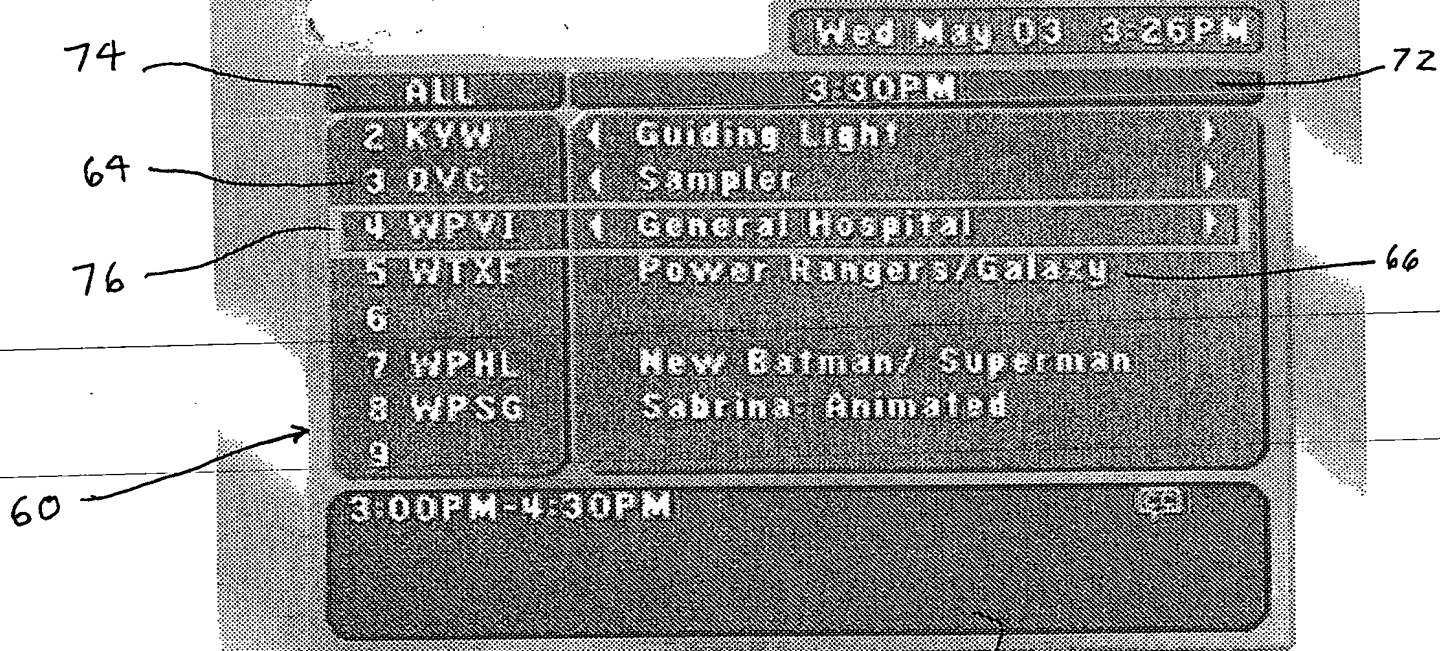 Wed May 03 3:26PM
74 ALL 3:30PM 72
2 KYW Guiding Light
64 3 QVC Sampler
4 WPVI General Hospital
76 5 WTXF Power Rangers/Galaxy 66
6
7 WPHL New Batman/ Superman
8 WPSG Sabrina- Animated
9
60
3:00PM-4:30PM CC